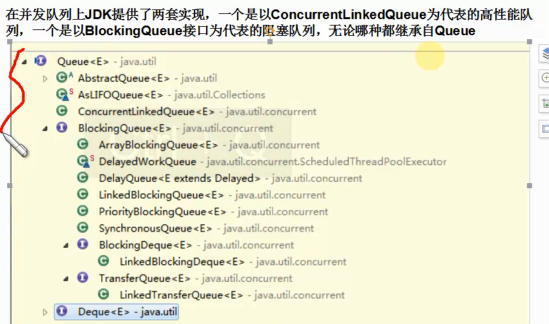 在并发队列上JDK提供了两套实现，一个是以ConcurrentLinkedQueue为代表的高性能队
列，一个是以BlockingQueue接口为代表的阻塞队列，无论哪种都继承自Queue
Queue<E> - java.util
AbstractQueue<E> - java.util
AsLIFOQueue<E> - java.util.Collections
ConcurrentLinkedQueue<E> - java.util.concurrent
BlockingQueue<E> - java.util.concurrent
ArrayBlockingQueue<E> - java.util.concurrent
DelayedWorkQueue - java.util.concurrent.ScheduledThreadPoolExecutor
DelayQueue<E extends Delayed> - java.util.concurrent
LinkedBlockingQueue<E> - java.util.concurrent
PriorityBlockingQueue<E> - java.util.concurrent
SynchronousQueue<E> - java.util.concurrent
BlockingDeque<E> - java.util.concurrent
LinkedBlockingDeque<E> - java.util.concurrent
TransferQueue<E> - java.util.concurrent
LinkedTransferQueue<E> - java.util.concurrent
Deque<E> - java.util